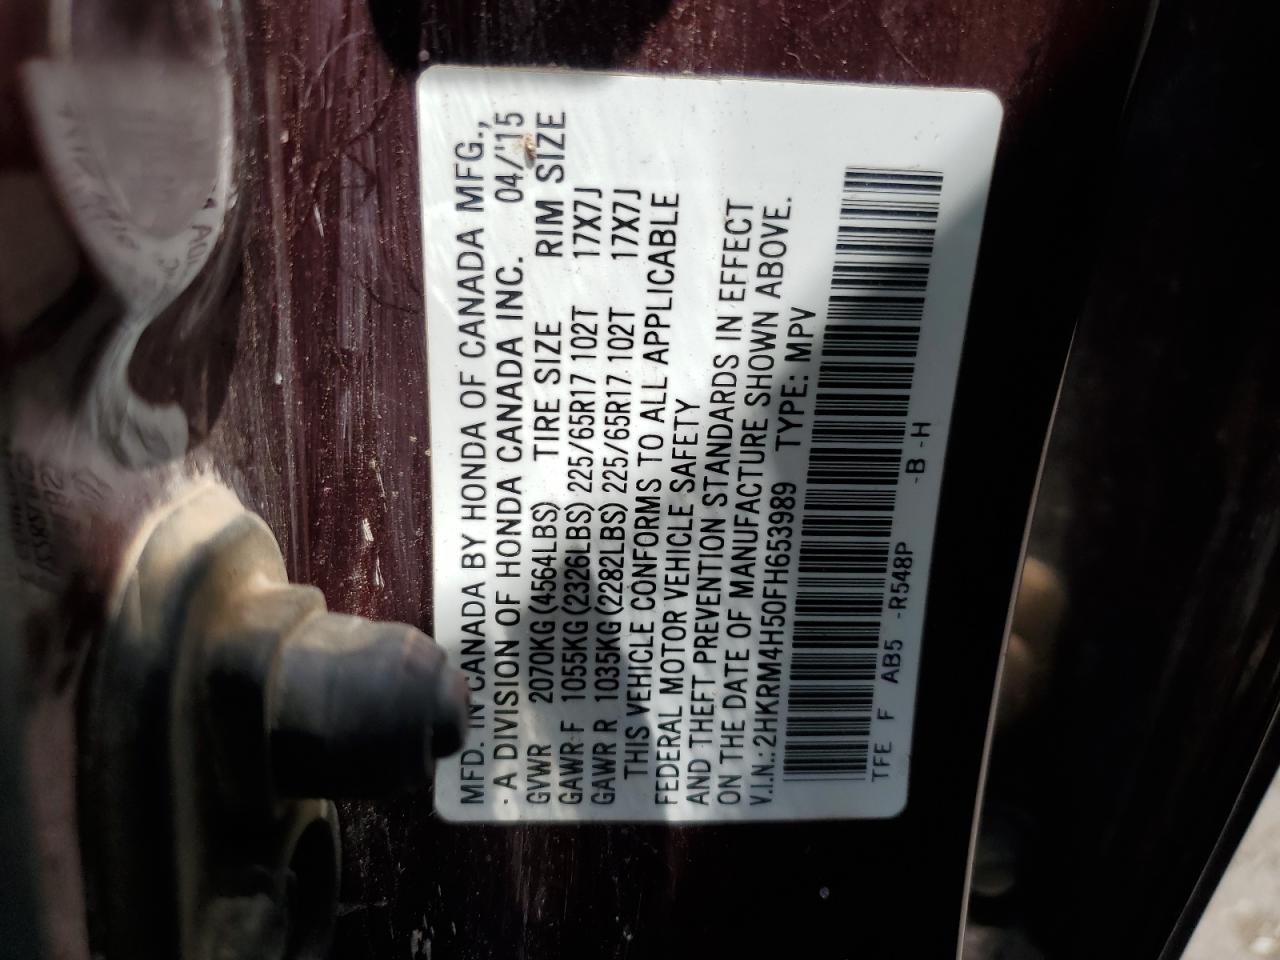 MFD. IN CANADA BY HONDA OF CANADA MFG.,
- A DIVISION OF HONDA CANADA INC. 04/'15
GVWR 2070KG(4564LBS) TIRE SIZE RIM SIZE
GAWR F 1055KG(2326LBS) 225/65R17 102T 17X7J
GAWR R 1035KG(2282LBS) 225/65R17 102T 17X7J
THIS VEHICLE CONFORMS TO ALL APPLICABLE
FEDERAL MOTOR VEHICLE SAFETY
AND THEFT PREVENTION STANDARDS IN EFFECT
ON THE DATE OF MANUFACTURE SHOWN ABOVE.
V.I.N.: 2HKRM4H50FH653989 TYPE: MPV
TFE F AB5 -R548P -B -H